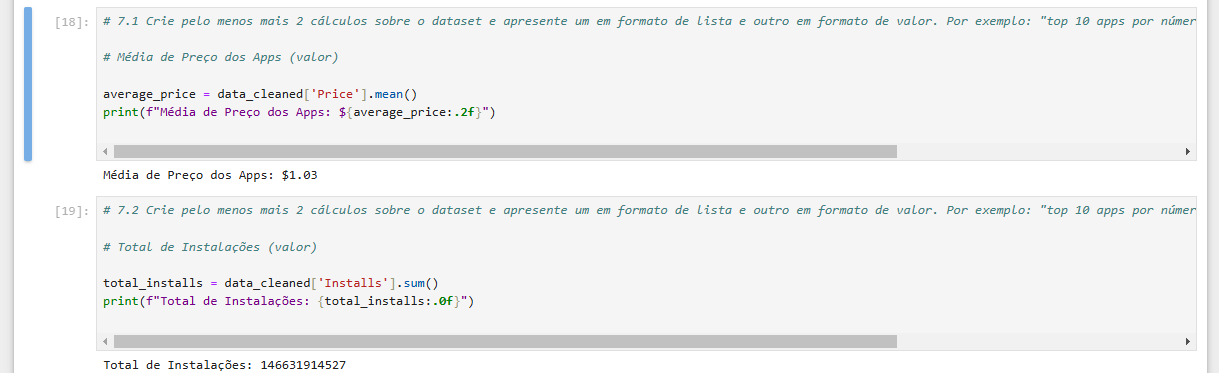 [18]: # 7.1 Crie pelo menos mais 2 cálculos sobre o dataset e apresente um em formato de lista e outro em formato de valor. Por exemplo: "top 10 apps por númer
# Média de Preço dos Apps (valor)
average_price = data_cleaned['Price'].mean()
print(f"Média de Preço dos Apps: ${average_price:.2f}")
Média de Preço dos Apps: $1.03
[19]: # 7.2 Crie pelo menos mais 2 cálculos sobre o dataset e apresente um em formato de lista e outro em formato de valor. Por exemplo: "top 10 apps por númer
# Total de Instalações (valor)
total_installs = data_cleaned['Installs'].sum()
print(f"Total de Instalações: {total_installs:.0f}")
Total de Instalações: 146631914527